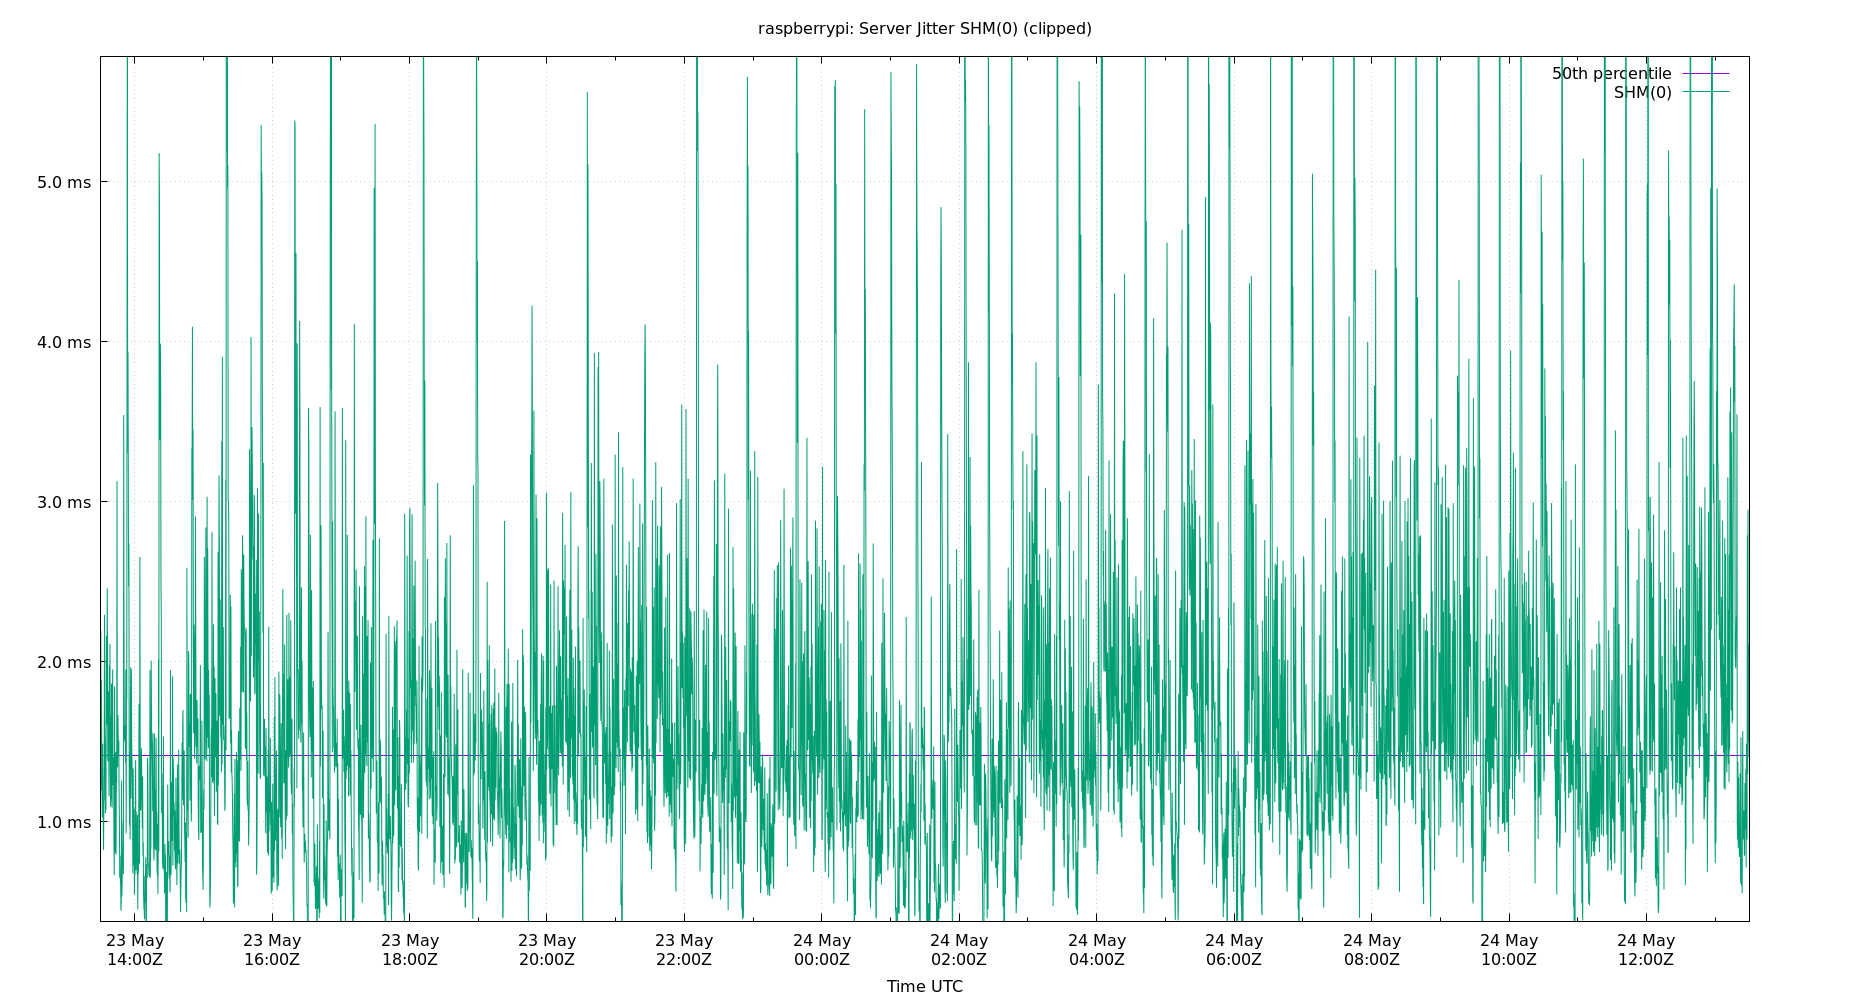 raspberrypi: Server Jitter SHM(0) (clipped)
50th percentile
SHM(0)
5.0 ms
4.0 ms
3.0 ms
2.0 ms
1.0 ms
23 May 23 May 23 May 23 May 23 May 24 May 24 May 24 May 24 May 24 May 24 May 24 May
14:00Z 16:00Z 18:00Z 20:00Z 22:00Z 00:00Z 02:00Z 04:00Z 06:00Z 08:00Z 10:00Z 12:00Z
Time UTC